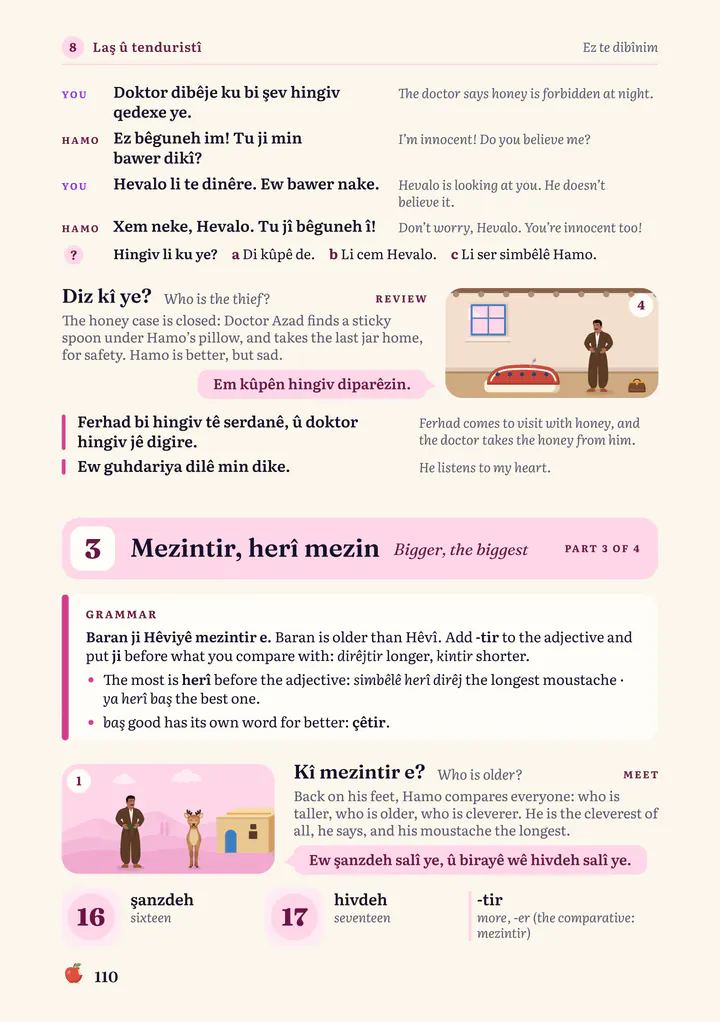 8 Laş û tenduristî
Ez te dibînim
YOU Doktor dibêje ku bi şev hingiv The doctor says honey is forbidden at night.
qedexe ye.
HAMO Ez bêguneh im! Tu ji min I'm innocent! Do you believe me?
bawer dikî?
YOU Hevalo li te dinêre. Ew bawer nake. Hevalo is looking at you. He doesn't
believe it.
HAMO Xem neke, Hevalo. Tu jî bêguneh î! Don't worry, Hevalo. You're innocent too!
? Hingiv li ku ye? a Di kûpê de. b Li cem Hevalo. c Li ser simbêlê Hamo.
Diz kî ye? Who is the thief? REVIEW
The honey case is closed: Doctor Azad finds a sticky
spoon under Hamo's pillow, and takes the last jar home,
for safety. Hamo is better, but sad.
Em kûpên hingiv diparêzin.
4
Ferhad bi hingiv tê serdanê, û doktor Ferhad comes to visit with honey, and
hingiv jê digire. the doctor takes the honey from him.
Ew guhdariya dilê min dike. He listens to my heart.
3 Mezintir, herî mezin Bigger, the biggest PART 3 OF 4
GRAMMAR
Baran ji Hêviyê mezintir e. Baran is older than Hêvî. Add -tir to the adjective and
put ji before what you compare with: dirêjtir longer, kintir shorter.
• The most is herî before the adjective: simbêlê herî dirêj the longest moustache ·
ya herî baş the best one.
• baş good has its own word for better: çêtir.
1
Kî mezintir e? Who is older? MEET
Back on his feet, Hamo compares everyone: who is
taller, who is older, who is cleverer. He is the cleverest of
all, he says, and his moustache the longest.
Ew şanzdeh salî ye, û birayê wê hivdeh salî ye.
16 şanzdeh
sixteen
17 hivdeh
seventeen
-tir
more, -er (the comparative:
mezintir)
110